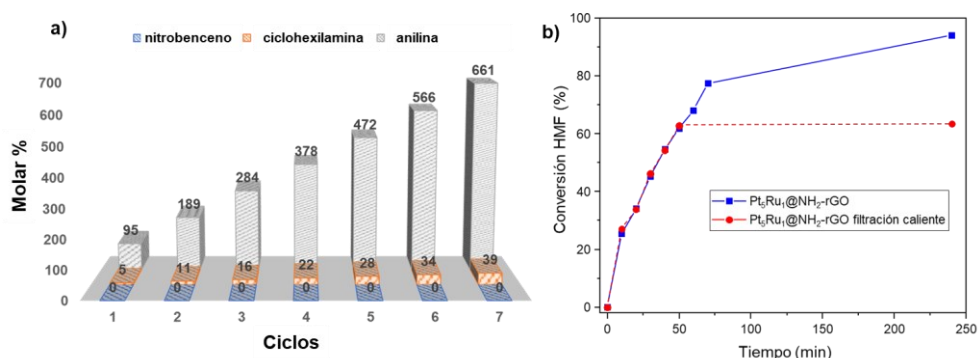 a)
nitrobenceno ciclohexilamina anilina
Molar %
700
600
500
400
300
200
100
0
95 189 284 378 472 566 661
5 11 16 22 28 34 39
0 0 0 0 0 0 0
1 2 3 4 5 6 7
Ciclos
b)
Conversión HMF (%)
100
80
60
40
20
0
Pt₅Ru₁@NH₂-rGO
Pt₅Ru₁@NH₂-rGO filtración caliente
0 50 100 150 200 250
Tiempo (min)